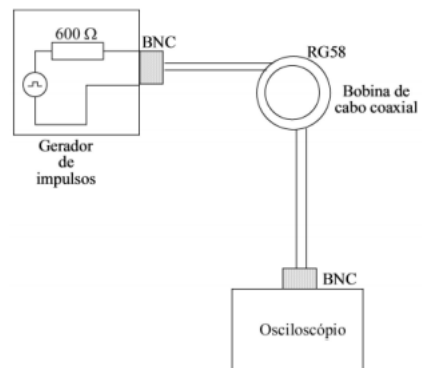 600 Ω
BNC
RG58
Bobina de
cabo coaxial
Gerador
de
impulsos
BNC
Osciloscópio